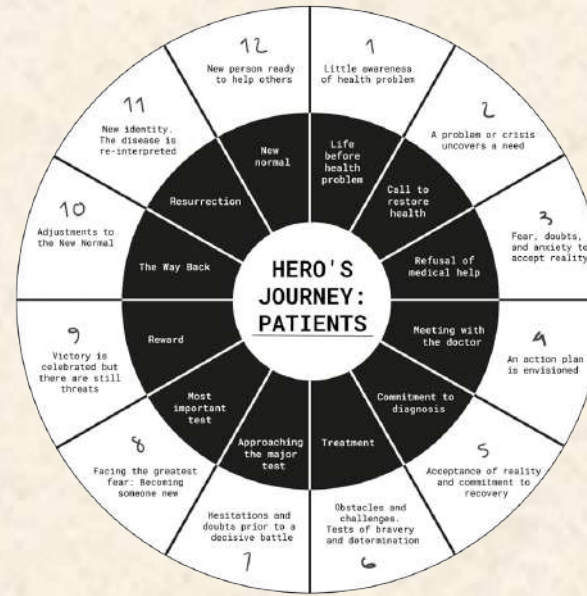 HERO'S
JOURNEY:
PATIENTS
1
Little awareness
of health problem
Life
before
health
problem
2
A problem or crisis
uncovers a need
Call to
restore
health
3
Fear, doubts,
and anxiety to
accept reality
Refusal of
medical help
4
An action plan
is envisioned
Meeting with
the doctor
5
Acceptance of reality
and commitment to
recovery
Commitment to
diagnosis
Obstacles and
challenges.
Tests of bravery
and determination
6
Treatment
Hesitations and
doubts prior to a
decisive battle
7
Approaching
the major
test
8
Facing the greatest
fear: Becoming
someone new
Most
important
test
9
Victory is
celebrated but
there are still
threats
Reward
10
Adjustments to
the New Normal
The Way Back
11
New identity.
The disease is
re-interpreted
Resurrection
12
New person ready
to help others
New
normal